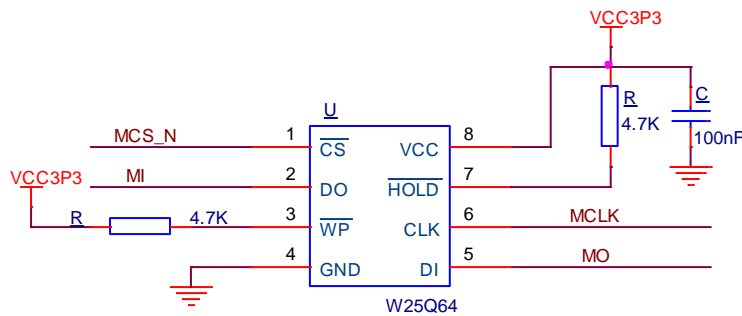 VCC3P3
U
R
C
4.7K
100nF
MCS_N
1
CS
VCC
8
VCC3P3
MI
2
DO
HOLD
7
R
4.7K
3
WP
CLK
6
MCLK
4
GND
DI
5
MO
W25Q64